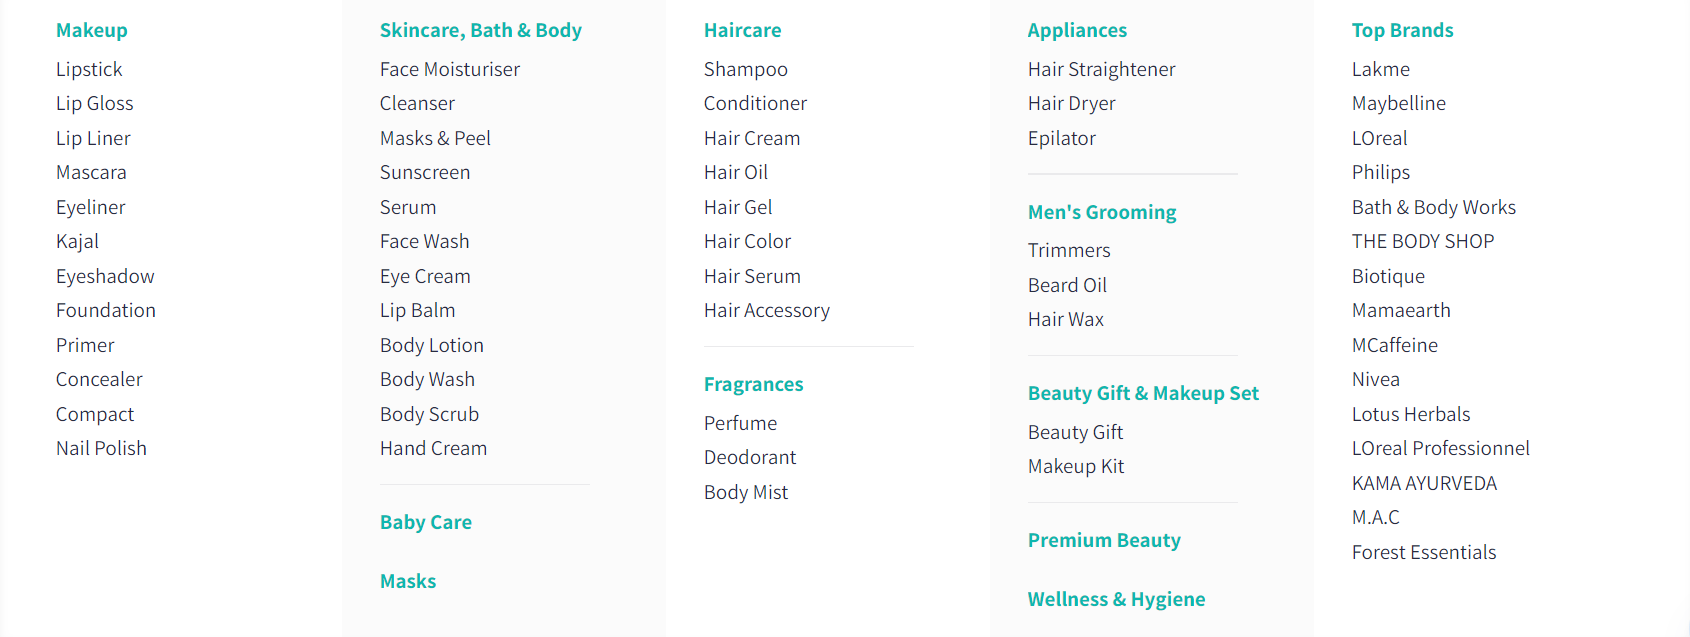 Makeup
Lipstick
Lip Gloss
Lip Liner
Mascara
Eyeliner
Kajal
Eyeshadow
Foundation
Primer
Concealer
Compact
Nail Polish
Skincare, Bath & Body
Face Moisturiser
Cleanser
Masks & Peel
Sunscreen
Serum
Face Wash
Eye Cream
Lip Balm
Body Lotion
Body Wash
Body Scrub
Hand Cream
Baby Care
Masks
Haircare
Shampoo
Conditioner
Hair Cream
Hair Oil
Hair Gel
Hair Color
Hair Serum
Hair Accessory
Fragrances
Perfume
Deodorant
Body Mist
Appliances
Hair Straightener
Hair Dryer
Epilator
Men's Grooming
Trimmers
Beard Oil
Hair Wax
Beauty Gift & Makeup Set
Beauty Gift
Makeup Kit
Premium Beauty
Wellness & Hygiene
Top Brands
Lakme
Maybelline
LOreal
Philips
Bath & Body Works
THE BODY SHOP
Biotique
Mamaearth
MCaffeine
Nivea
Lotus Herbals
LOreal Professionnel
KAMA AYURVEDA
M.A.C
Forest Essentials